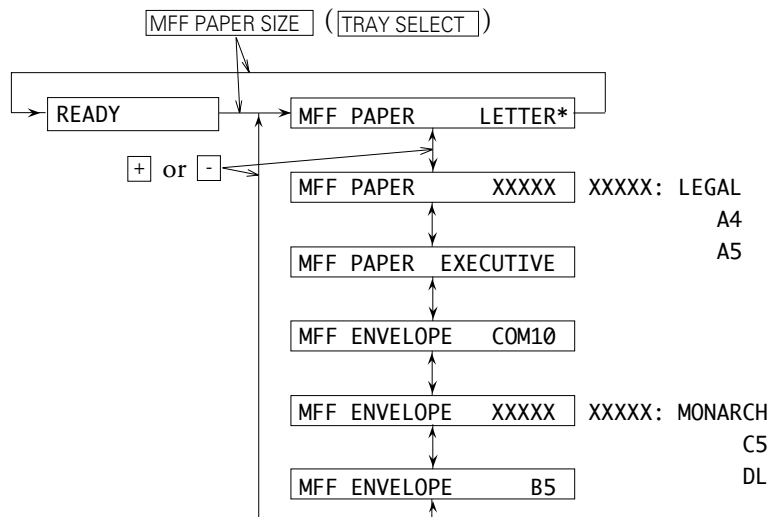 MFF PAPER SIZE ( TRAY SELECT )
READY MFF PAPER LETTER*
+ or -
MFF PAPER XXXXX XXXXX: LEGAL
A4
A5
MFF PAPER EXECUTIVE
MFF ENVELOPE COM10
MFF ENVELOPE XXXXX XXXXX: MONARCH
C5
DL
MFF ENVELOPE B5